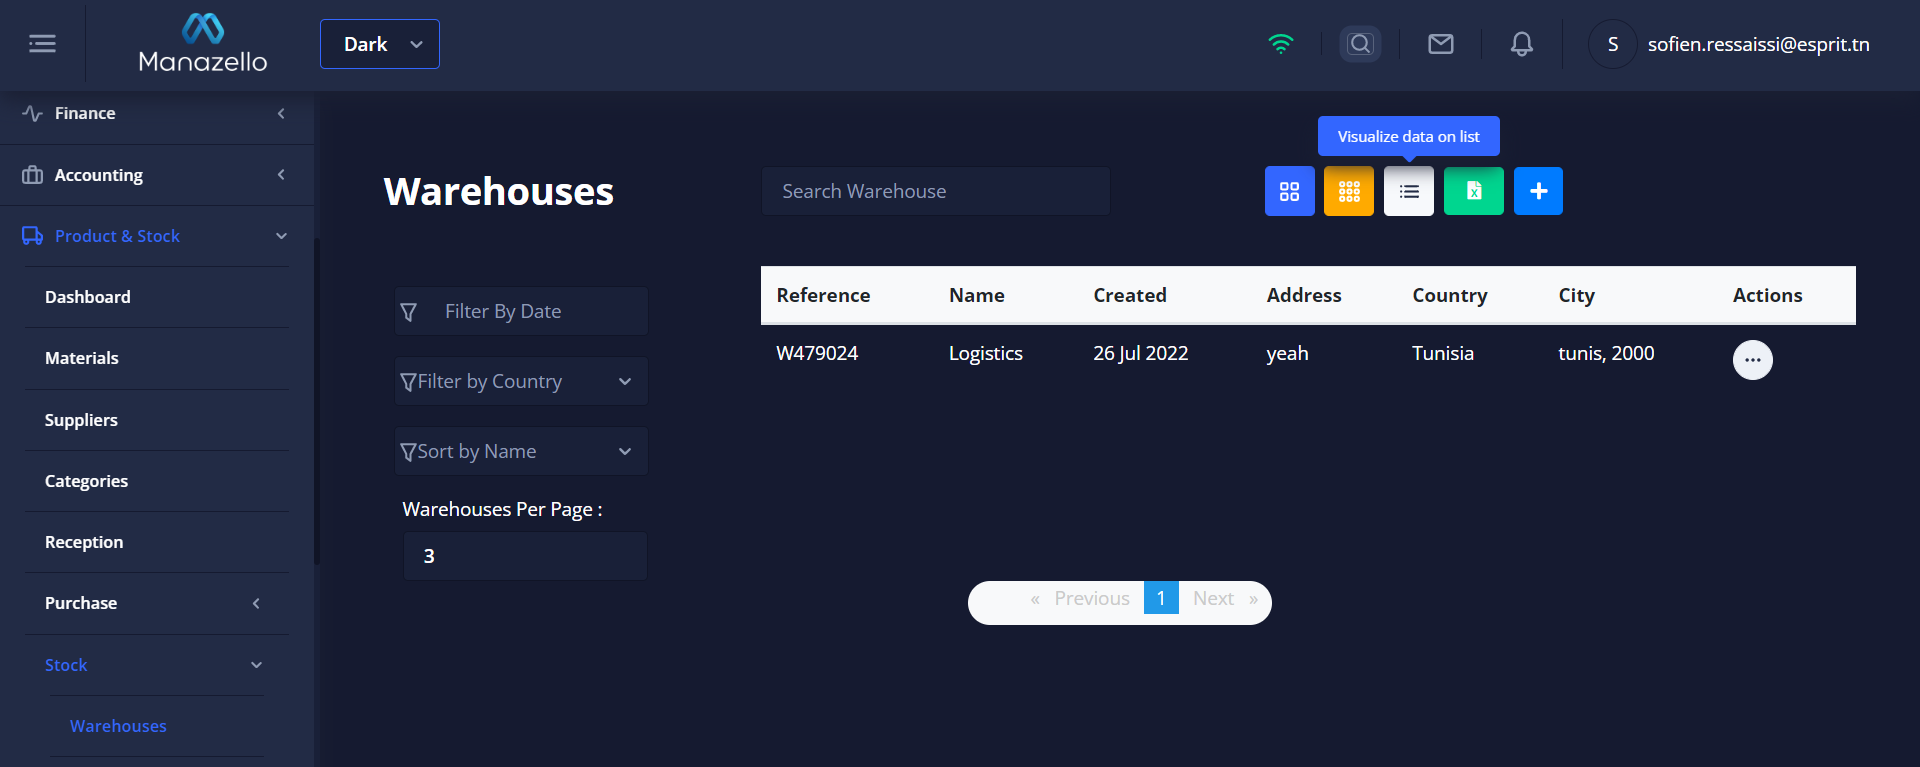 Manazello
Dark
S
sofien.ressaissi@esprit.tn
Finance
Accounting
Product & Stock
Dashboard
Materials
Suppliers
Categories
Reception
Purchase
Stock
Warehouses
Visualize data on list
Warehouses
Search Warehouse
X
Filter By Date
Filter by Country
Sort by Name
Warehouses Per Page :
3
Reference Name Created Address Country City Actions
W479024 Logistics 26 Jul 2022 yeah Tunisia tunis, 2000
« Previous 1 Next »